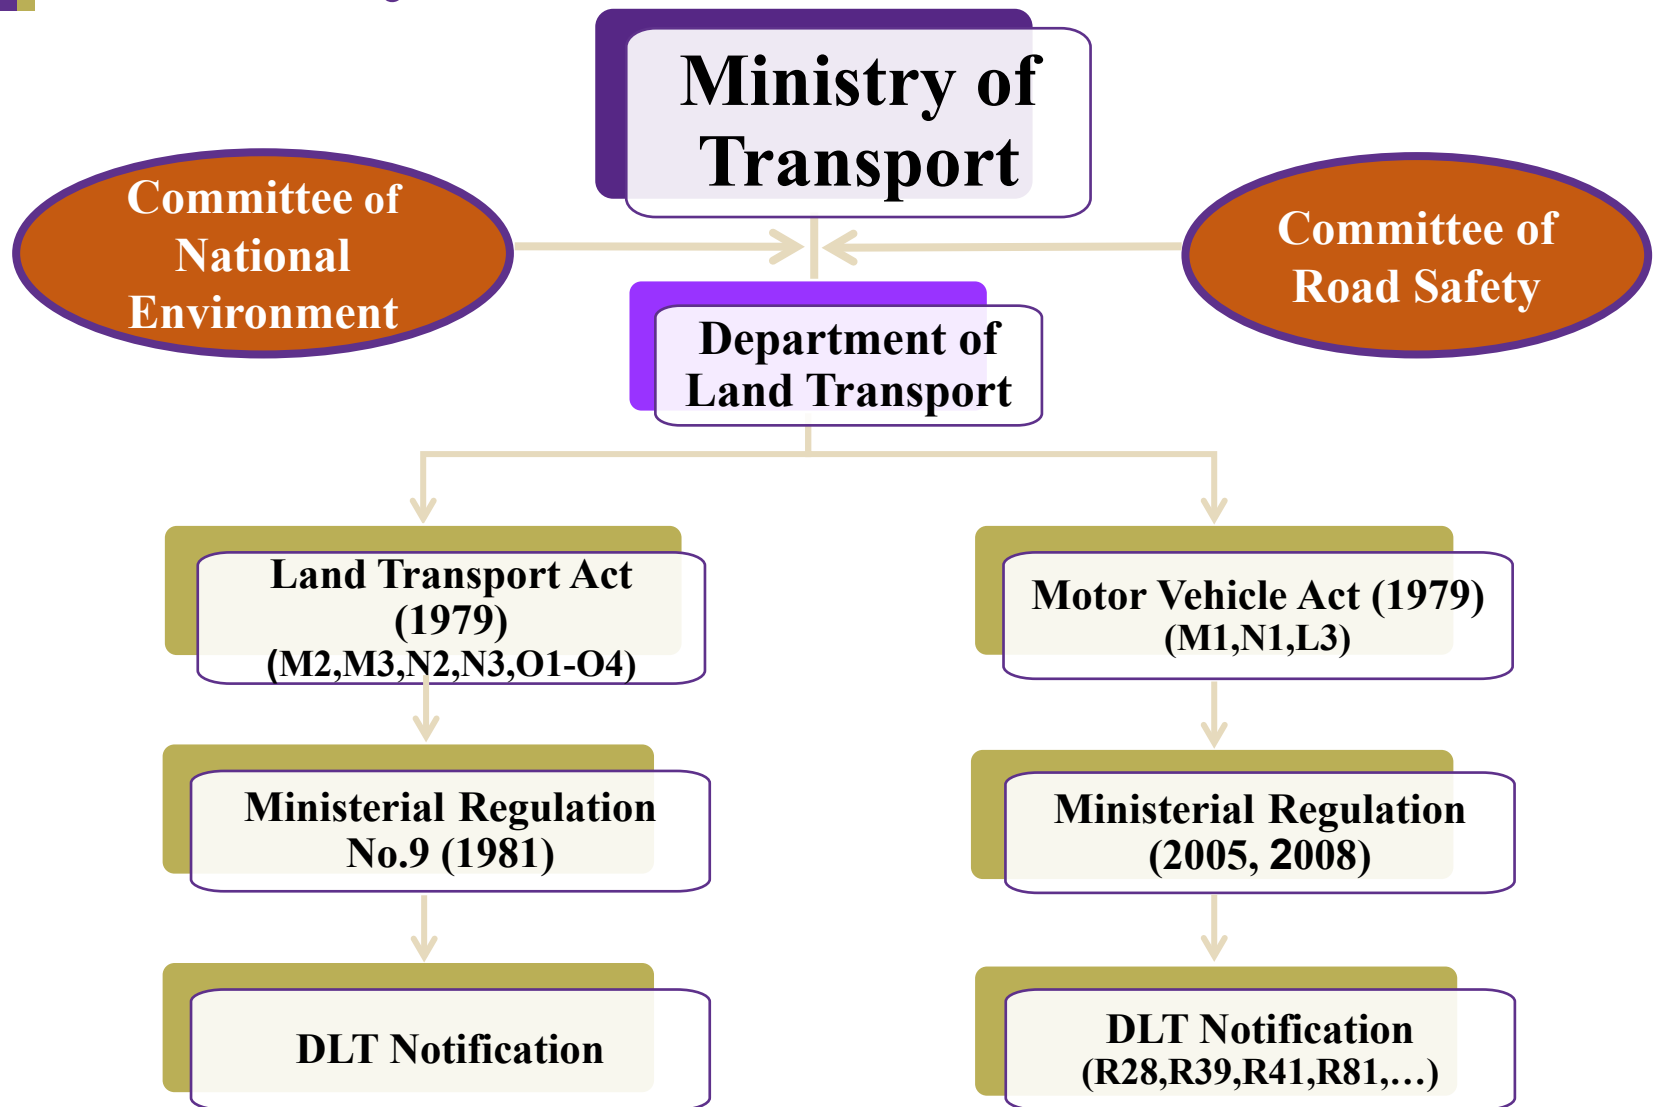 Ministry of
Transport
Committee of
National
Environment
Committee of
Road Safety
Department of
Land Transport
Land Transport Act
(1979)
(M2,M3,N2,N3,O1-O4)
Motor Vehicle Act (1979)
(M1,N1,L3)
Ministerial Regulation
No.9 (1981)
Ministerial Regulation
(2005, 2008)
DLT Notification
DLT Notification
(R28,R39,R41,R81,...)